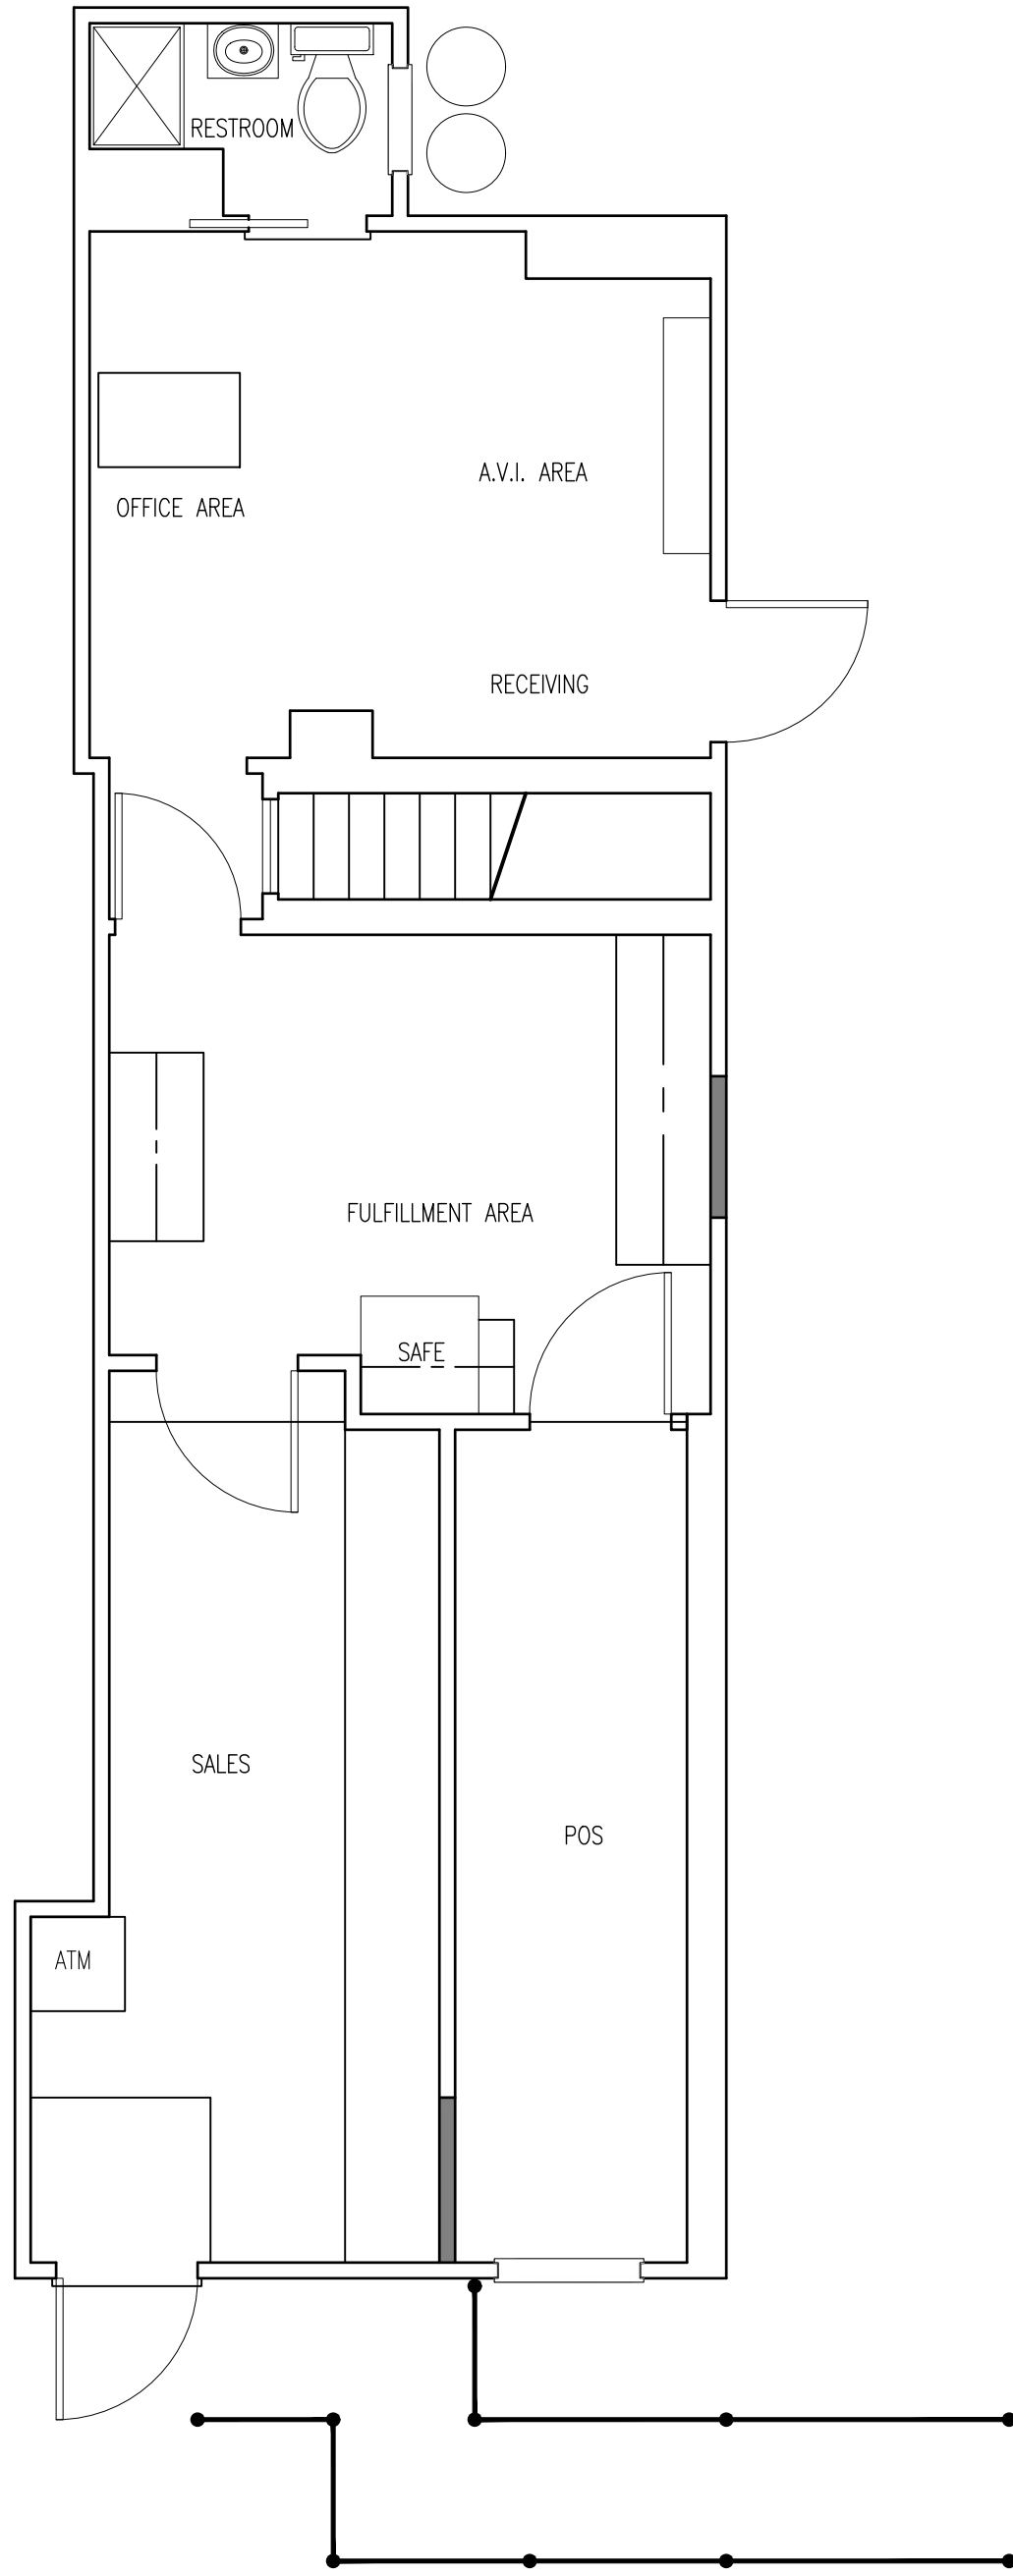 RESTROOM
A.V.I. AREA
OFFICE AREA
RECEIVING
FULFILLMENT AREA
SAFE
SALES
POS
ATM